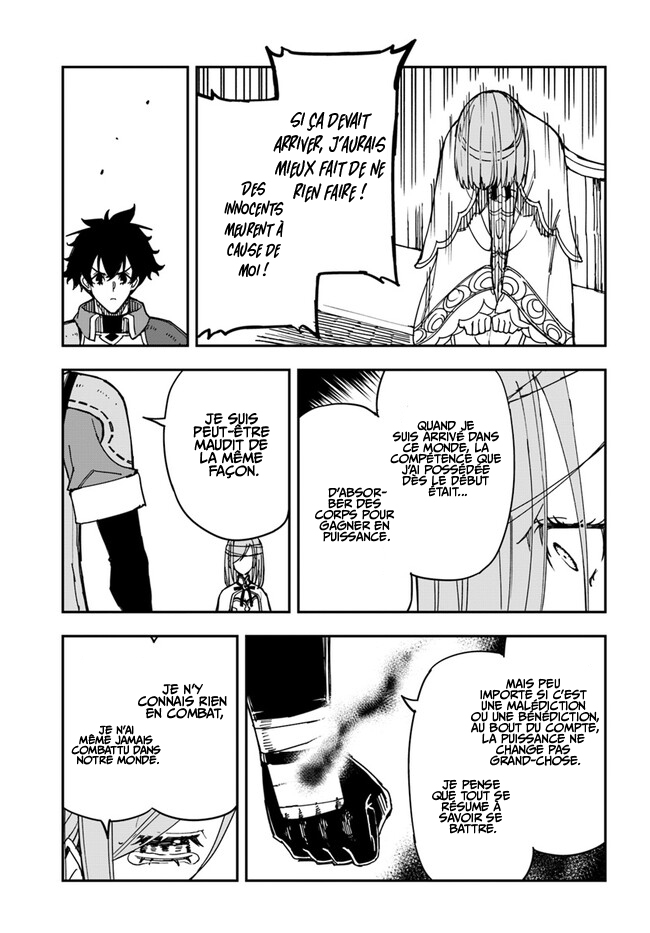 SI ÇA DEVAIT
ARRIVER, J'AURAIS
MIEUX FAIT DE NE
RIEN FAIRE !
DES
INNOCENTS
MEURENT À
CAUSE DE
MOI !
QUAND JE
SUIS ARRIVÉ DANS
CE MONDE, LA
COMPÉTENCE QUE
J'AI POSSÉDÉE
DÈS LE DÉBUT
ÉTAIT...
D'ABSOR-
BER DES
CORPS POUR
GAGNER EN
PUISSANCE.
JE SUIS
PEUT-ÊTRE
MAUDIT DE
LA MÊME
FAÇON.
MAIS PEU
IMPORTE SI C'EST
UNE MALÉDICTION
OU UNE BÉNÉDICTION,
AU BOUT DU COMPTE,
LA PUISSANCE NE
CHANGE PAS
GRAND-CHOSE.
JE PENSE
QUE TOUT SE
RÉSUME À
SAVOIR SE
BATTRE.
JE N'Y
CONNAIS RIEN
EN COMBAT,
JE N'AI
MÊME JAMAIS
COMBATTU DANS
NOTRE MONDE.